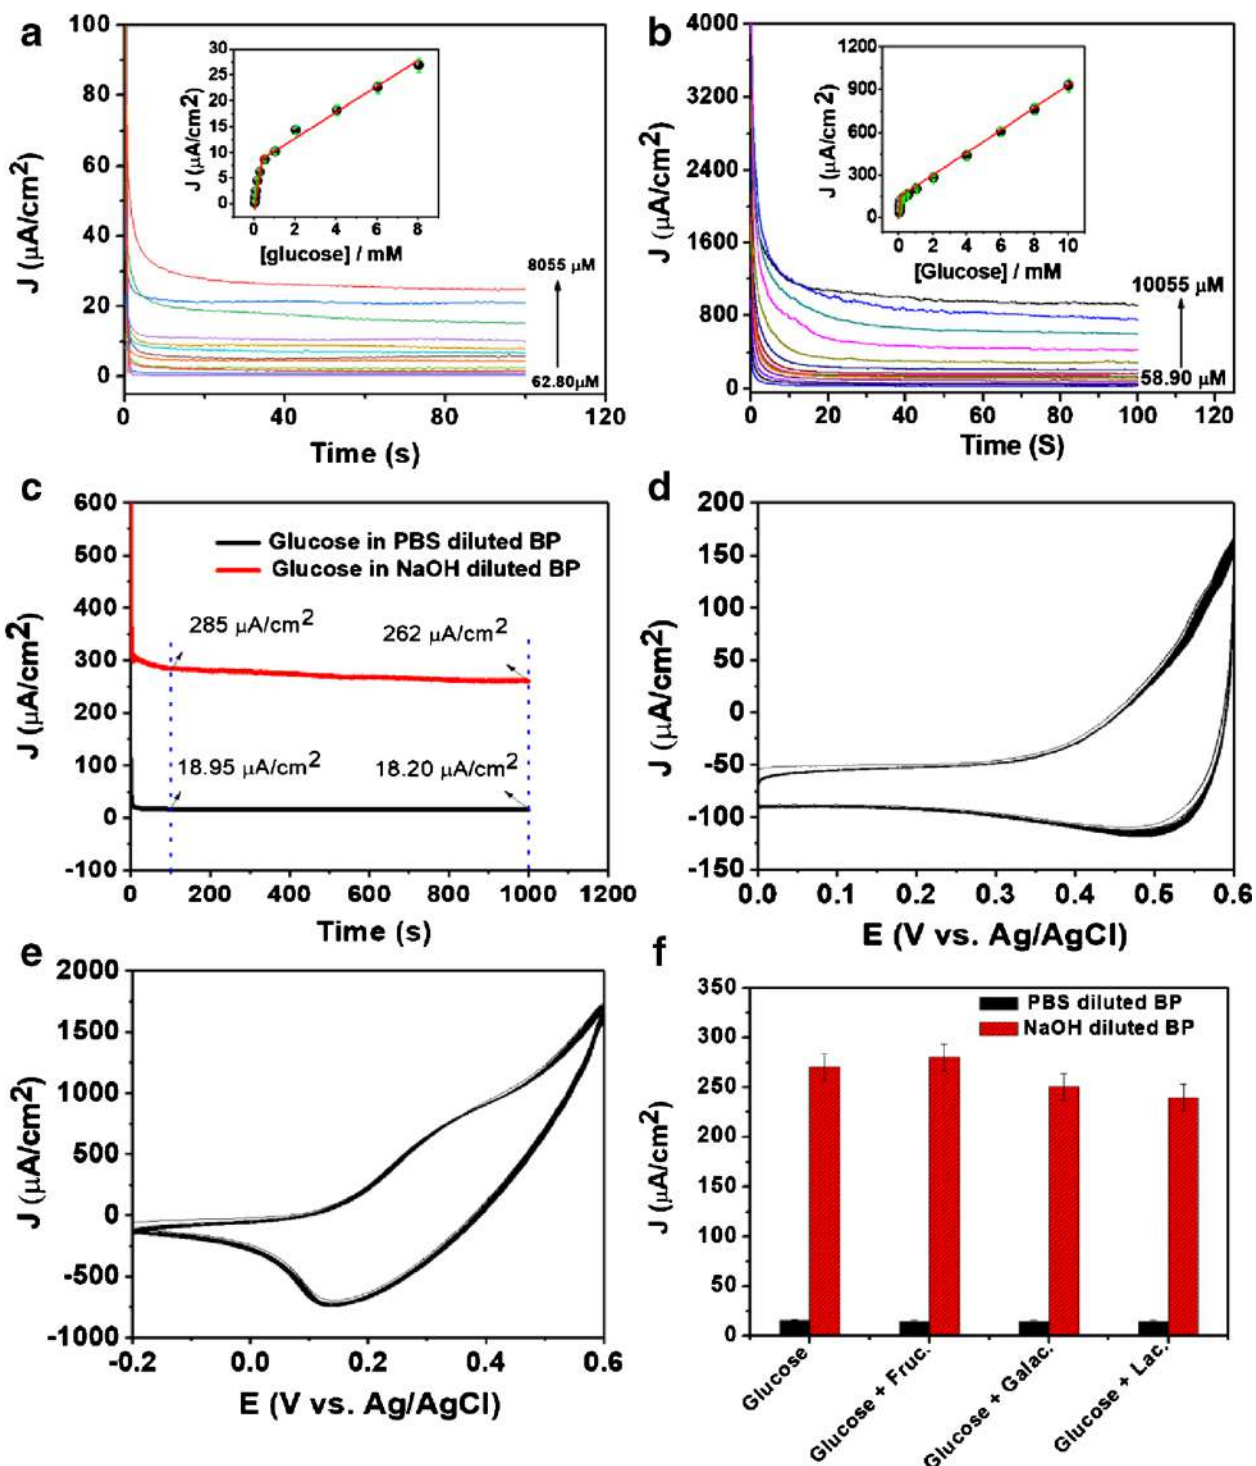 a
100
80
60
40
20
0
J (μA/cm2)
0 40 80 120
Time (s)
30
25
20
15
10
5
0
J (μA/cm2)
0 2 4 6 8
[glucose] / mM
8055 μM
62.80μM
b
4000
3200
2400
1600
800
0
J (μA/cm2)
0 20 40 60 80 100 120
Time (S)
1200
900
600
300
0
J (μA/cm 2)
0 2 4 6 8 10
[Glucose] / mM
10055 μM
58.90 μM
c
600
500
400
300
200
100
0
-100
J (μA/cm2)
Glucose in PBS diluted BP
Glucose in NaOH diluted BP
285 μA/cm2
262 μA/cm2
18.95 μA/cm2
18.20 μA/cm2
0 200 400 600 800 1000 1200
Time (s)
d
200
150
100
50
0
-50
-100
-150
J (μA/cm2)
0.0 0.1 0.2 0.3 0.4 0.5 0.6
E (V vs. Ag/AgCl)
e
2000
1500
1000
500
0
-500
-1000
J (μA/cm2)
-0.2 0.0 0.2 0.4 0.6
E (V vs. Ag/AgCl)
f
350
300
250
200
150
100
50
0
J (μA/cm2)
PBS diluted BP
NaOH diluted BP
Glucose
Glucose + Fruc.
Glucose + Galac.
Glucose + Lac.